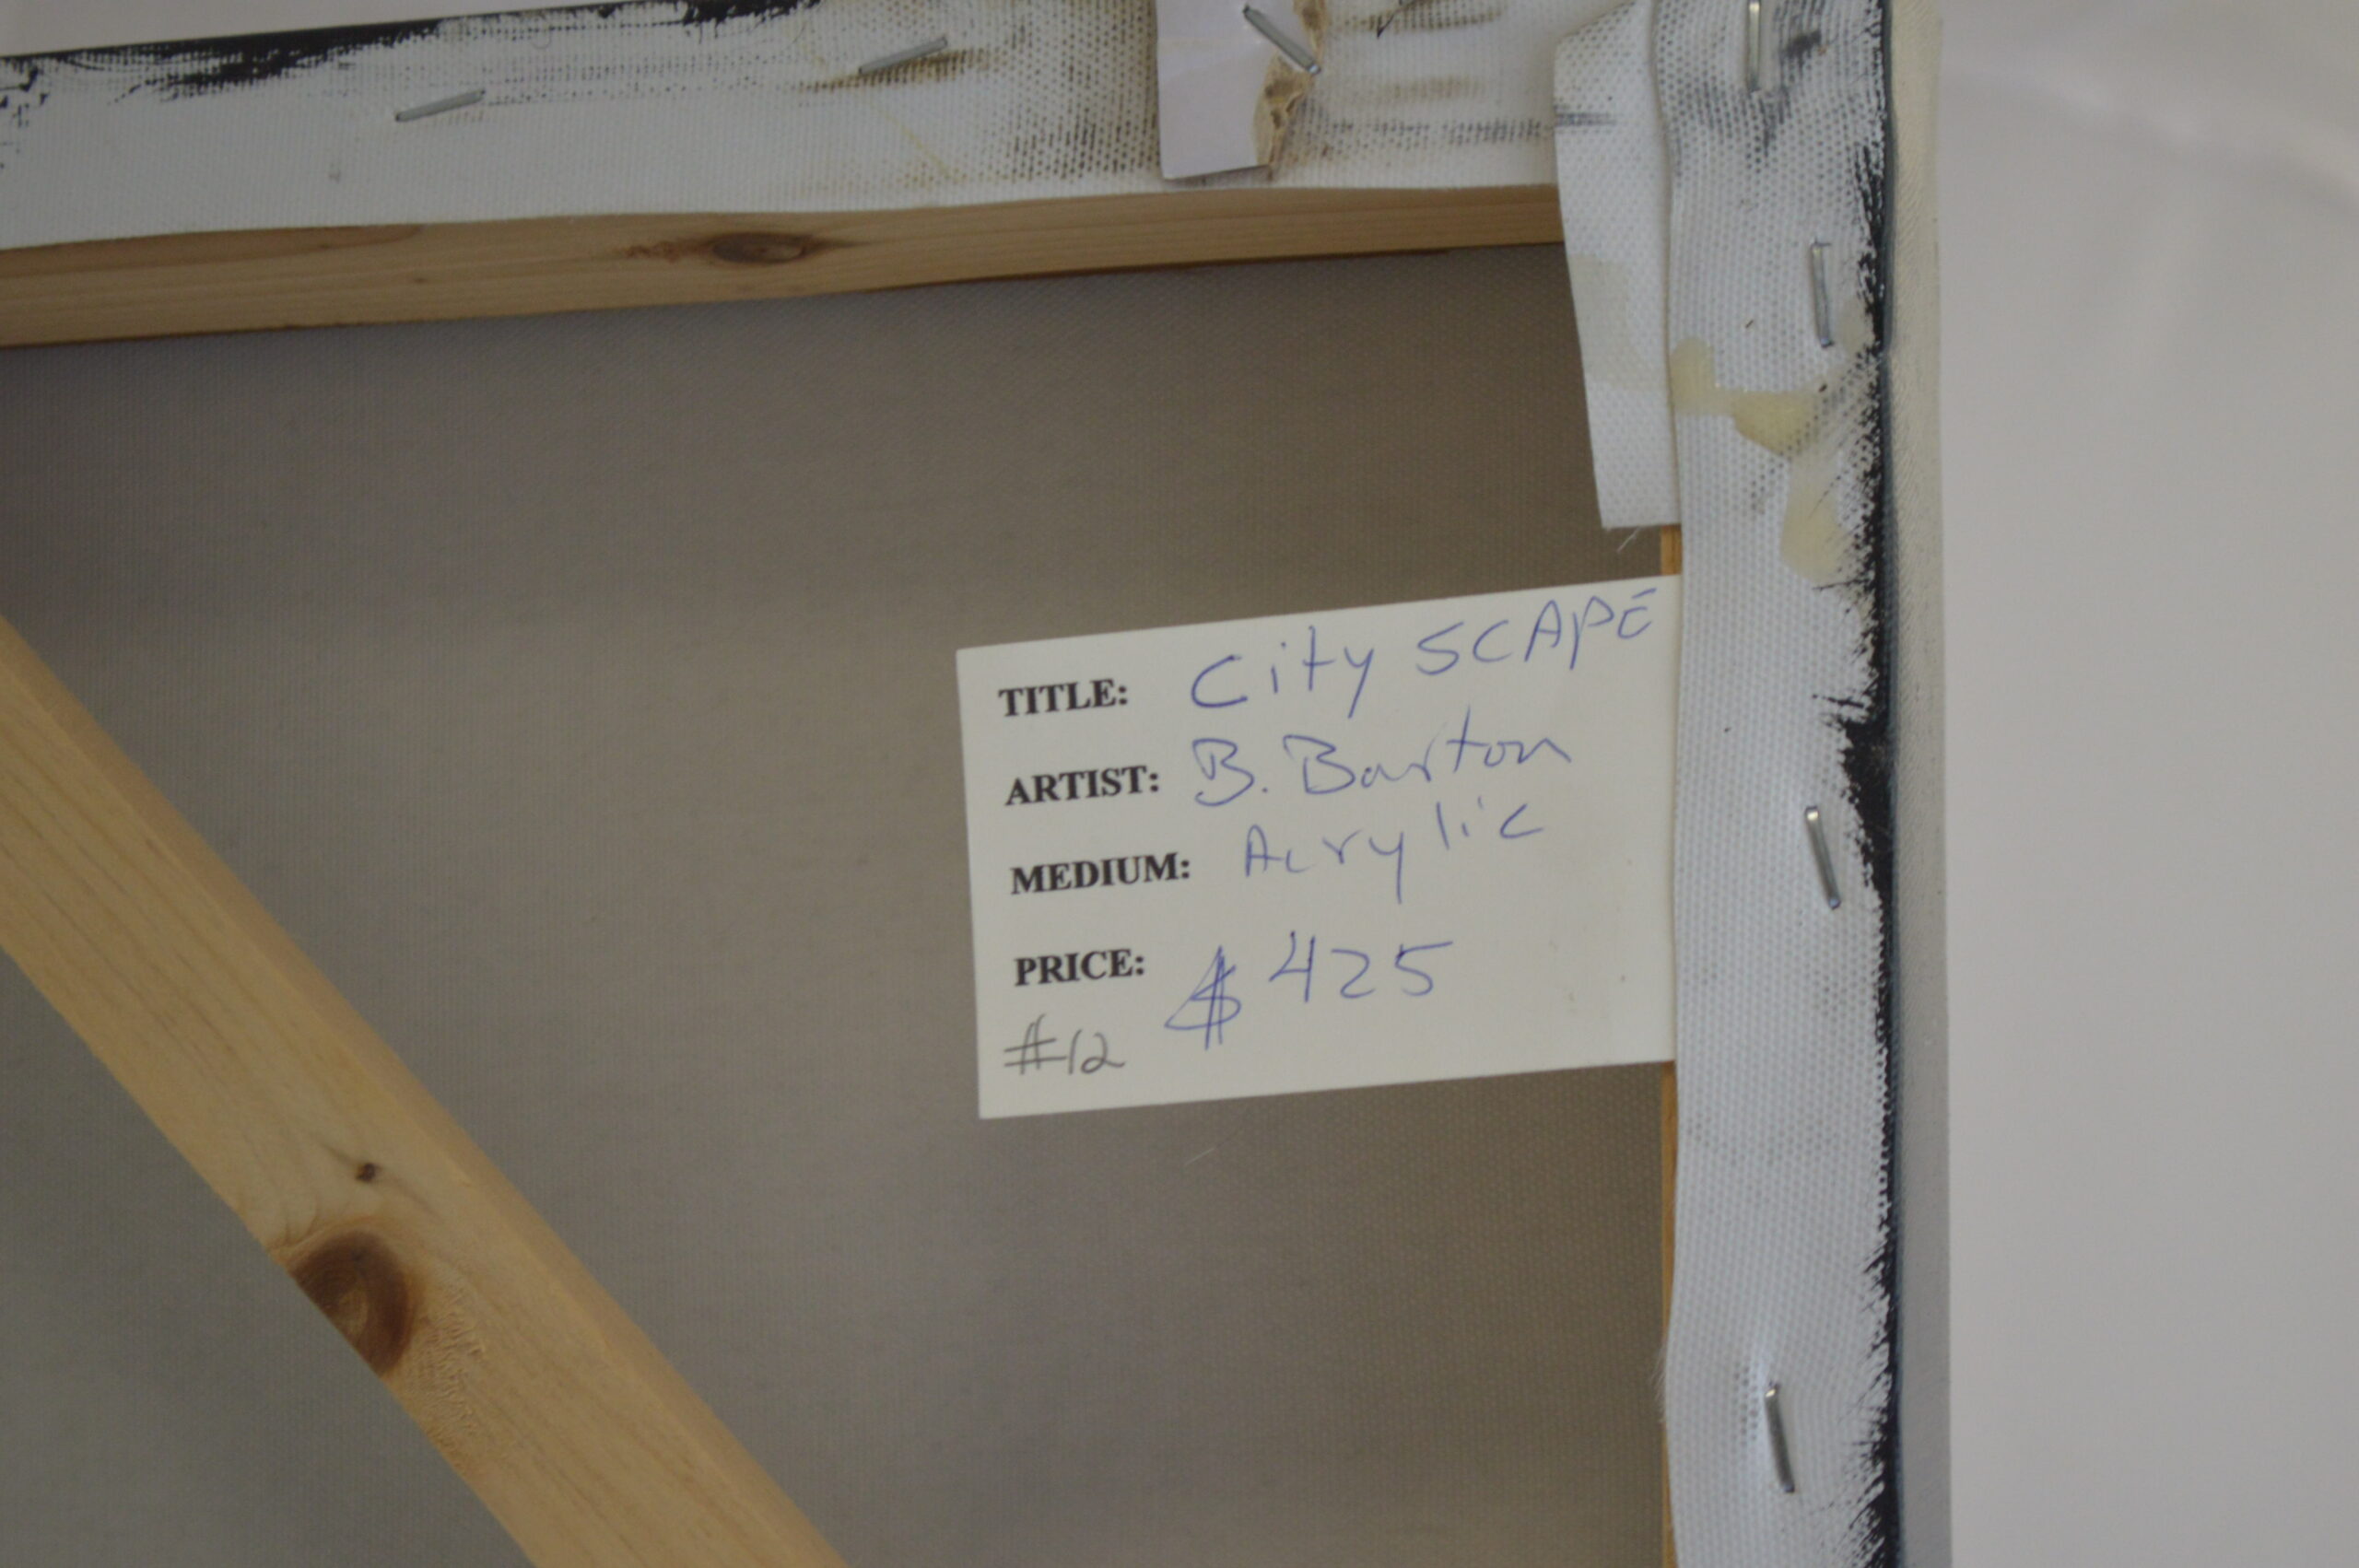 TITLE: City SCAPE
ARTIST: B. Barton
MEDIUM: Acrylic
PRICE: $425
#12